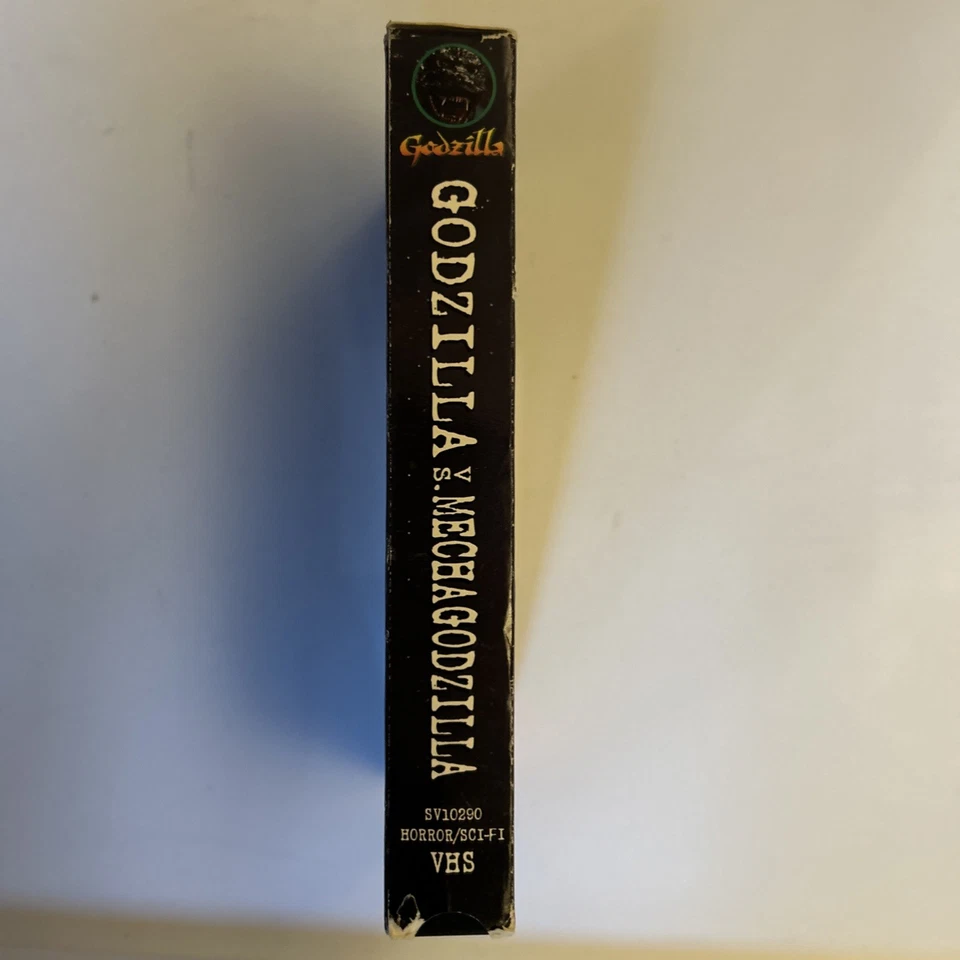 Godzilla
GODZILLA VS. MECHAGODZILLA
SV10290
HORROR/SCI-FI
VHS